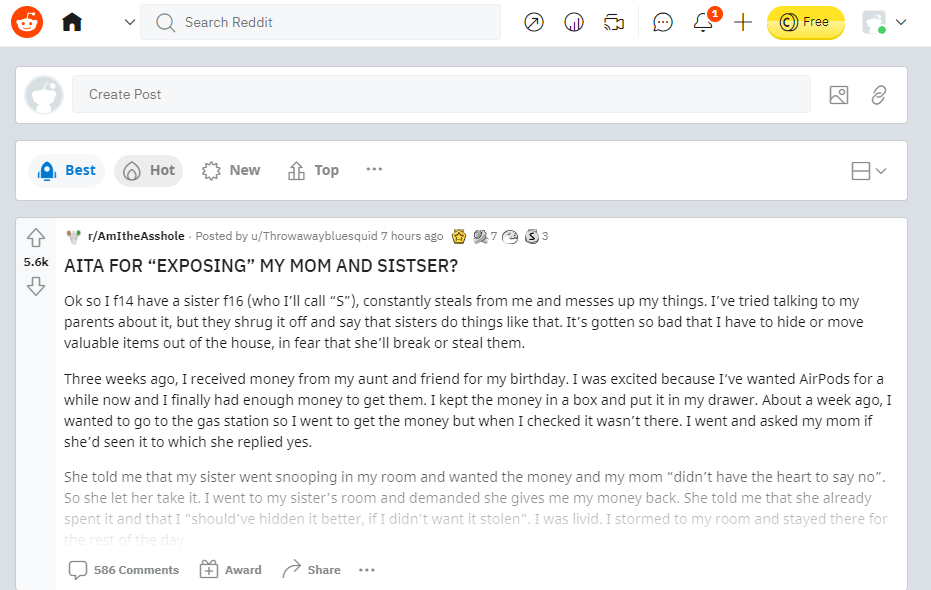 Search Reddit
1
Free
Create Post
Best
Hot
New
Top
r/AmItheAsshole · Posted by u/Throwawaybluesquid 7 hours ago 7 S 3
5.6k
AITA FOR “EXPOSING” MY MOM AND SISTSER?
Ok so I f14 have a sister f16 (who I’ll call “S”), constantly steals from me and messes up my things. I’ve tried talking to my
parents about it, but they shrug it off and say that sisters do things like that. It’s gotten so bad that I have to hide or move
valuable items out of the house, in fear that she’ll break or steal them.
Three weeks ago, I received money from my aunt and friend for my birthday. I was excited because I’ve wanted AirPods for a
while now and I finally had enough money to get them. I kept the money in a box and put it in my drawer. About a week ago, I
wanted to go to the gas station so I went to get the money but when I checked it wasn’t there. I went and asked my mom if
she’d seen it to which she replied yes.
She told me that my sister went snooping in my room and wanted the money and my mom “didn’t have the heart to say no”.
So she let her take it. I went to my sister’s room and demanded she gives me my money back. She told me that she already
spent it and that I “should’ve hidden it better, if I didn’t want it stolen”. I was livid. I stormed to my room and stayed there for
the rest of the day
586 Comments
Award
Share